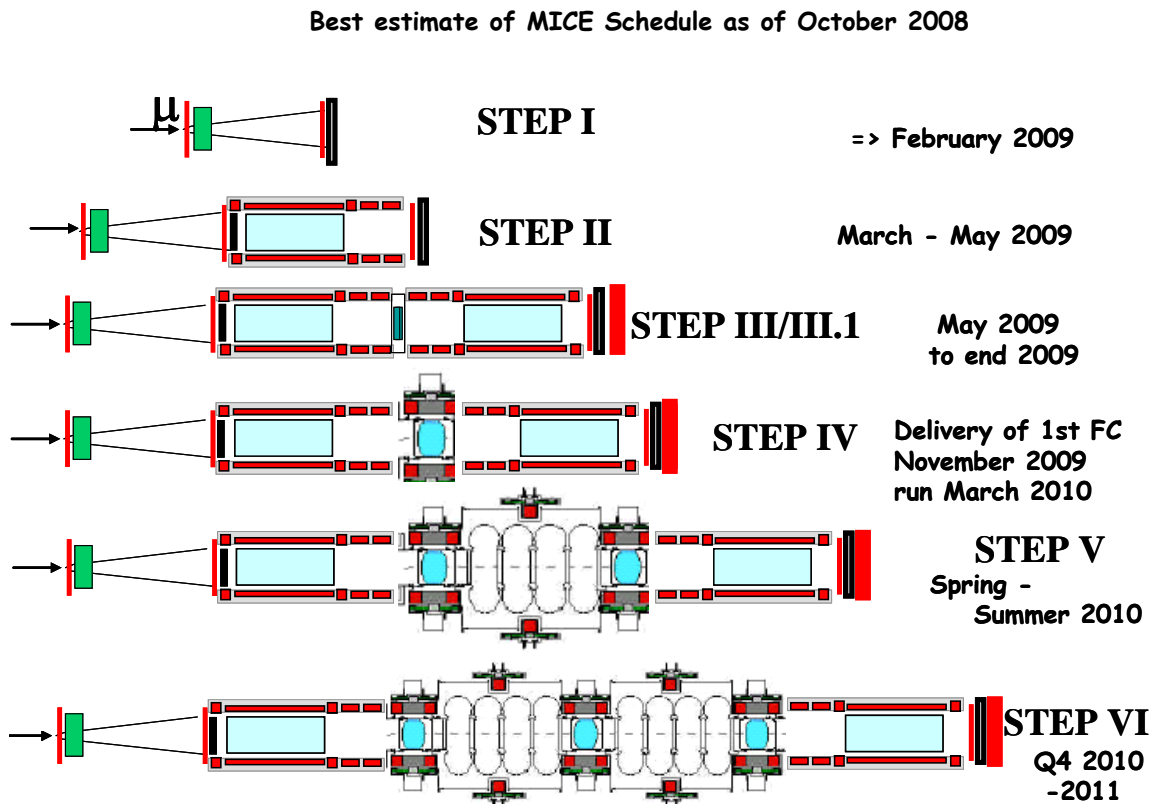 Best estimate of MICE Schedule as of October 2008
μ
STEP I
=> February 2009
STEP II
March - May 2009
STEP III/III.1
May 2009
to end 2009
STEP IV
Delivery of 1st FC
November 2009
run March 2010
STEP V
Spring -
Summer 2010
STEP VI
Q4 2010
-2011